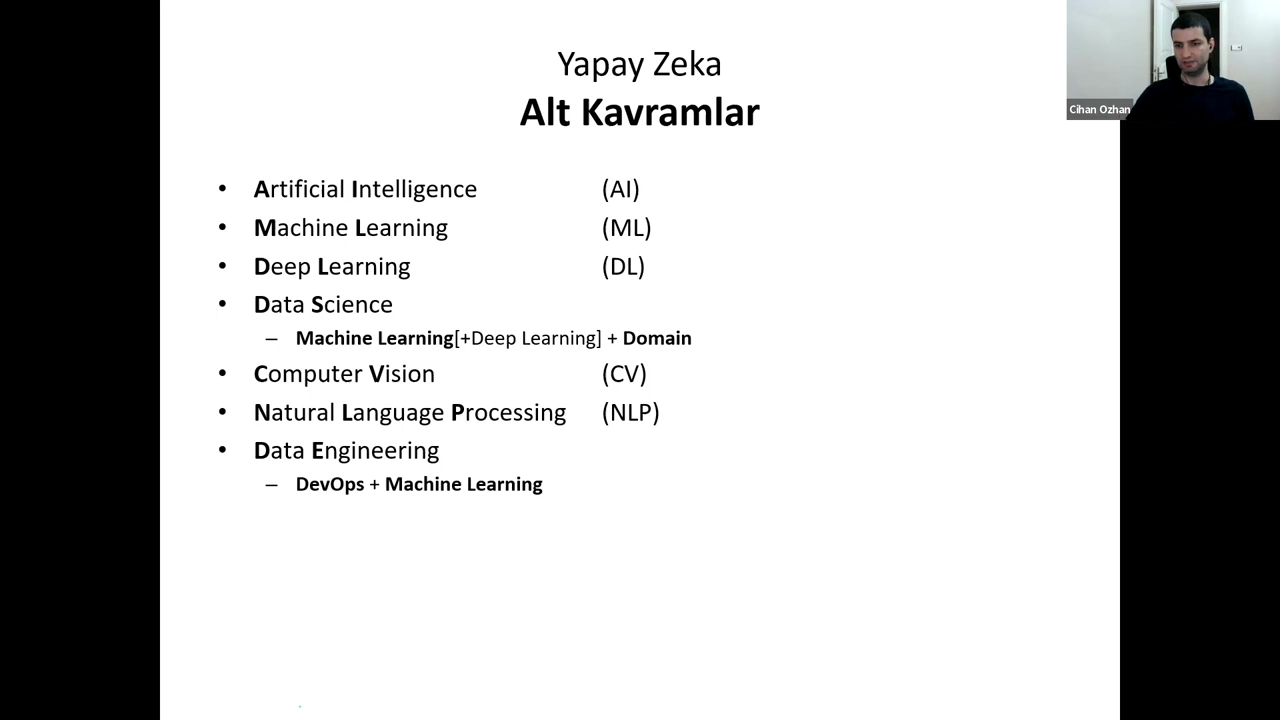 Yapay Zeka
Alt Kavramlar
• Artificial Intelligence (AI)
• Machine Learning (ML)
• Deep Learning (DL)
• Data Science
– Machine Learning[+Deep Learning] + Domain
• Computer Vision (CV)
• Natural Language Processing (NLP)
• Data Engineering
– DevOps + Machine Learning
Cihan Ozhan